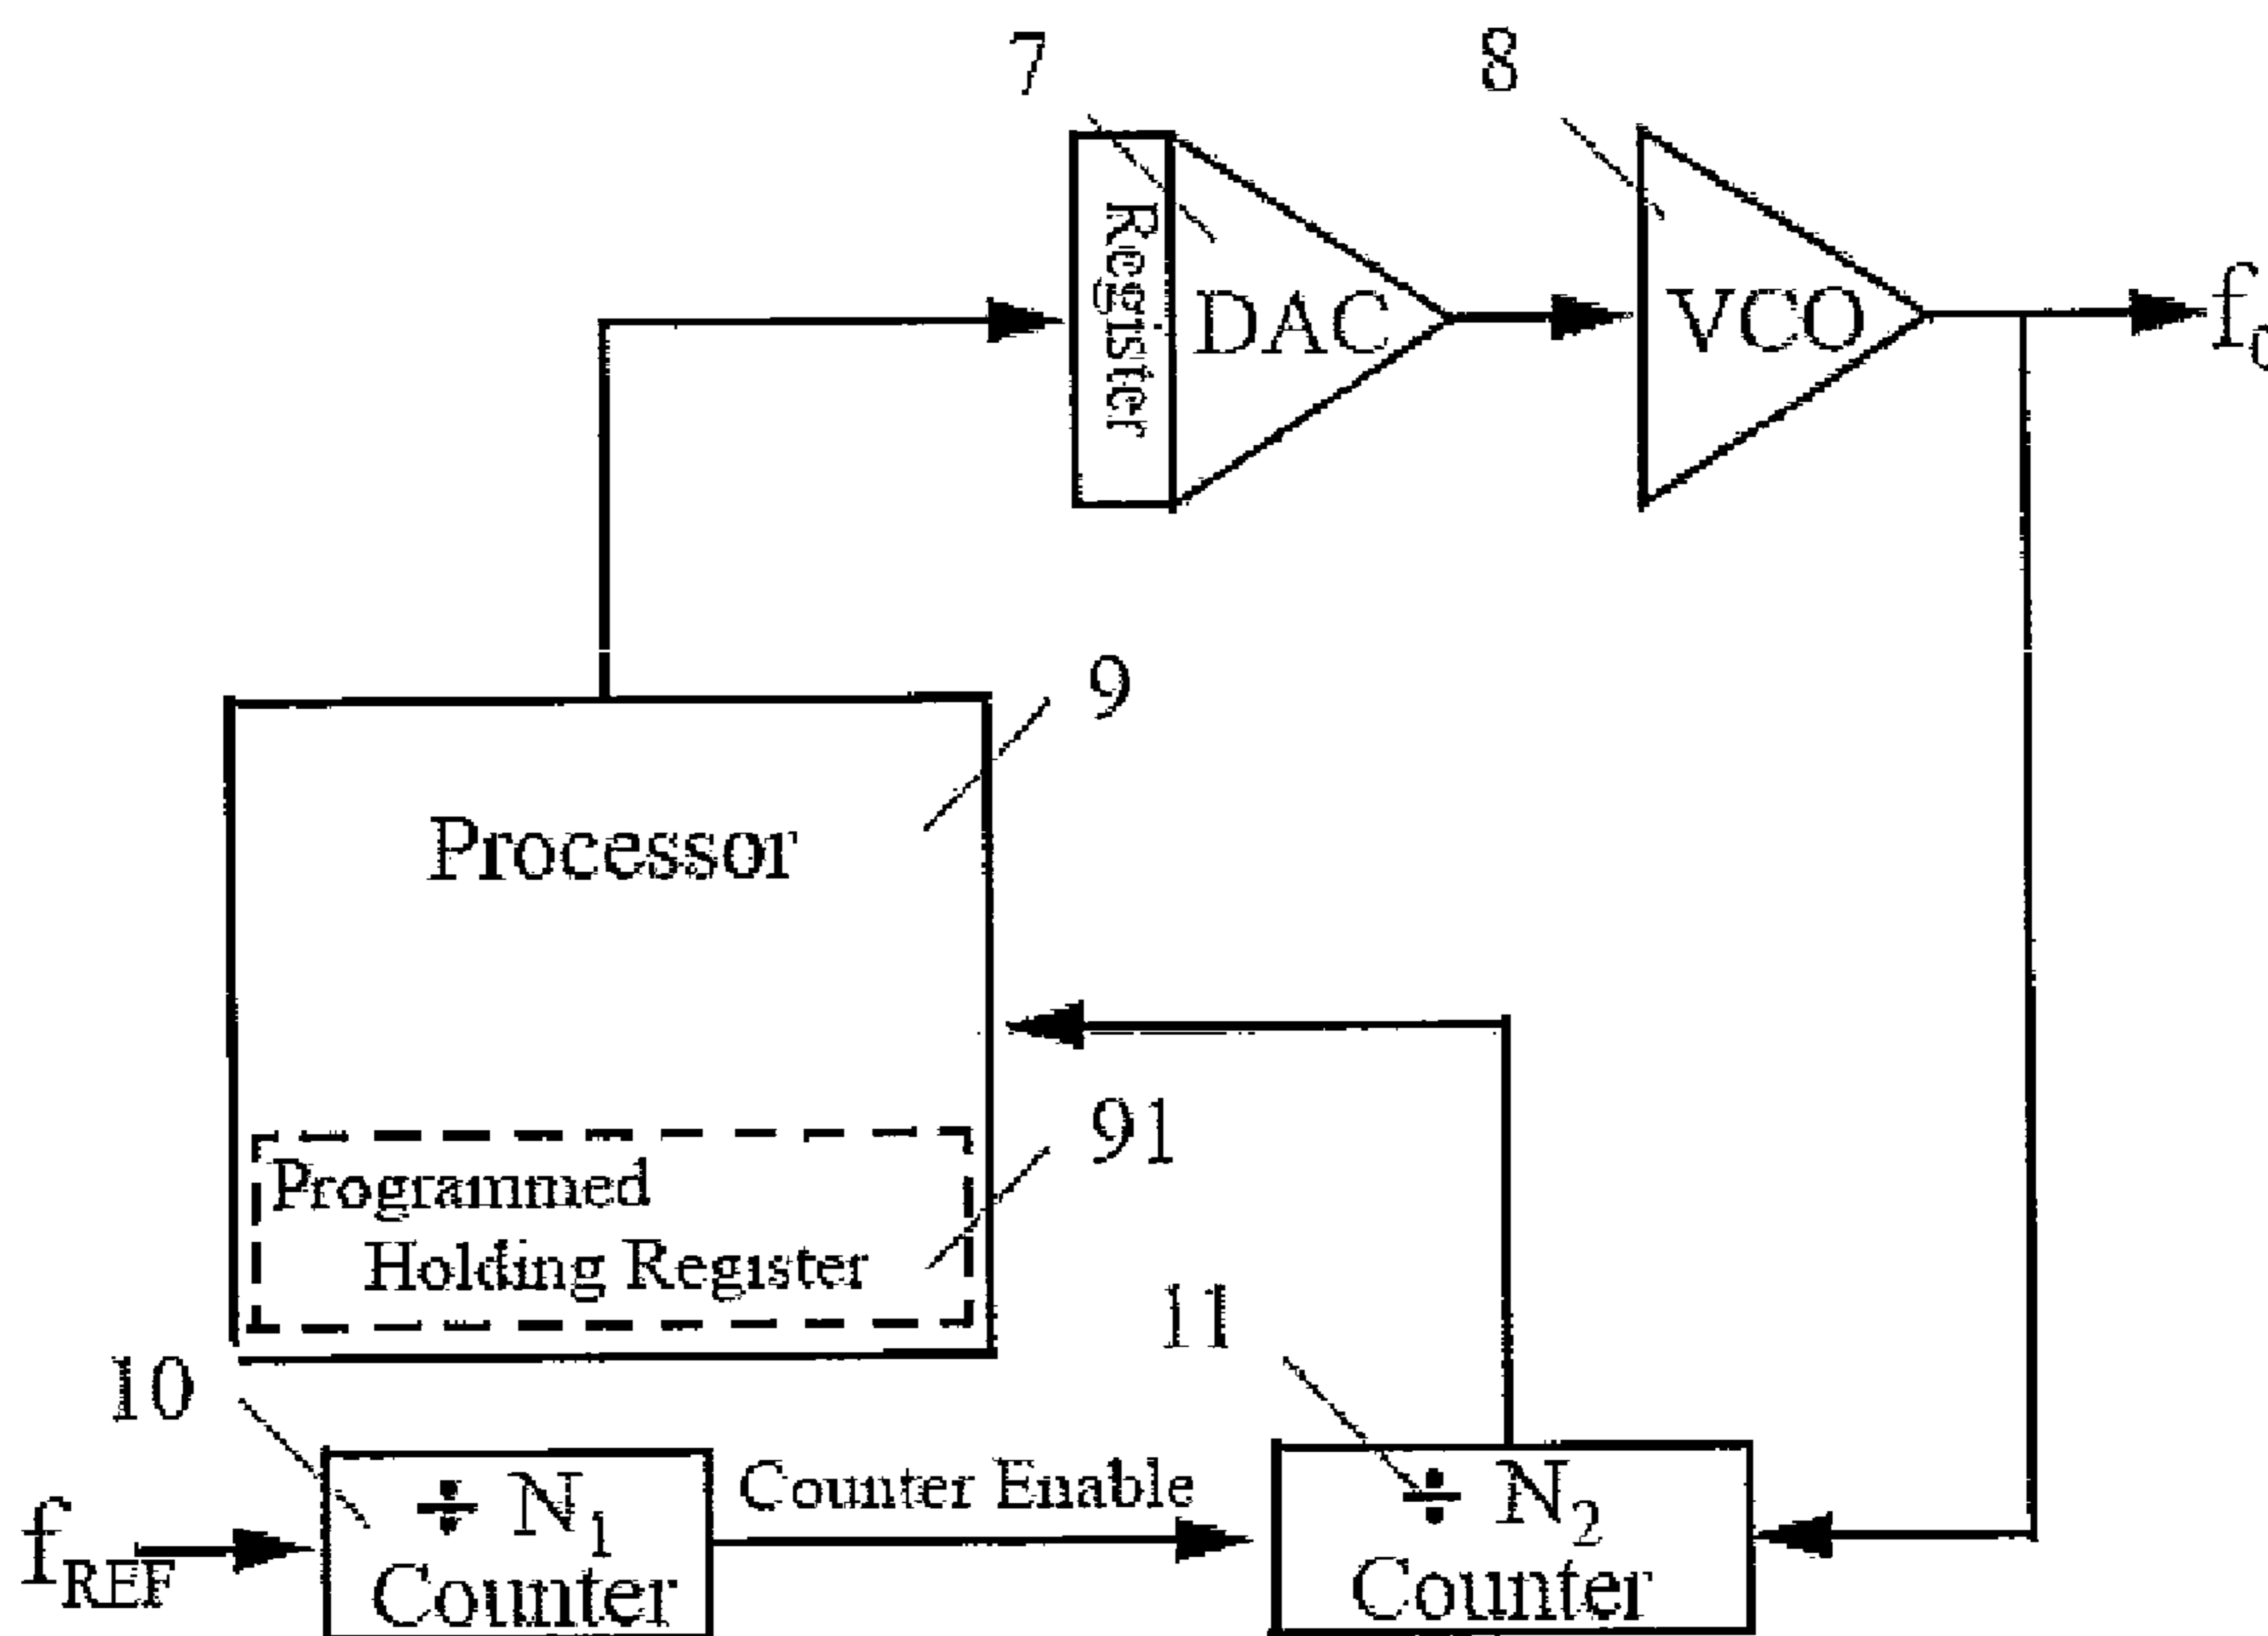 7
8
Register
DAC
VCO
f0
9
Processor
91
Programmed
Holding Register
11
10
÷ N1
Counter Enable
÷ N2
fREF
Counter
Counter